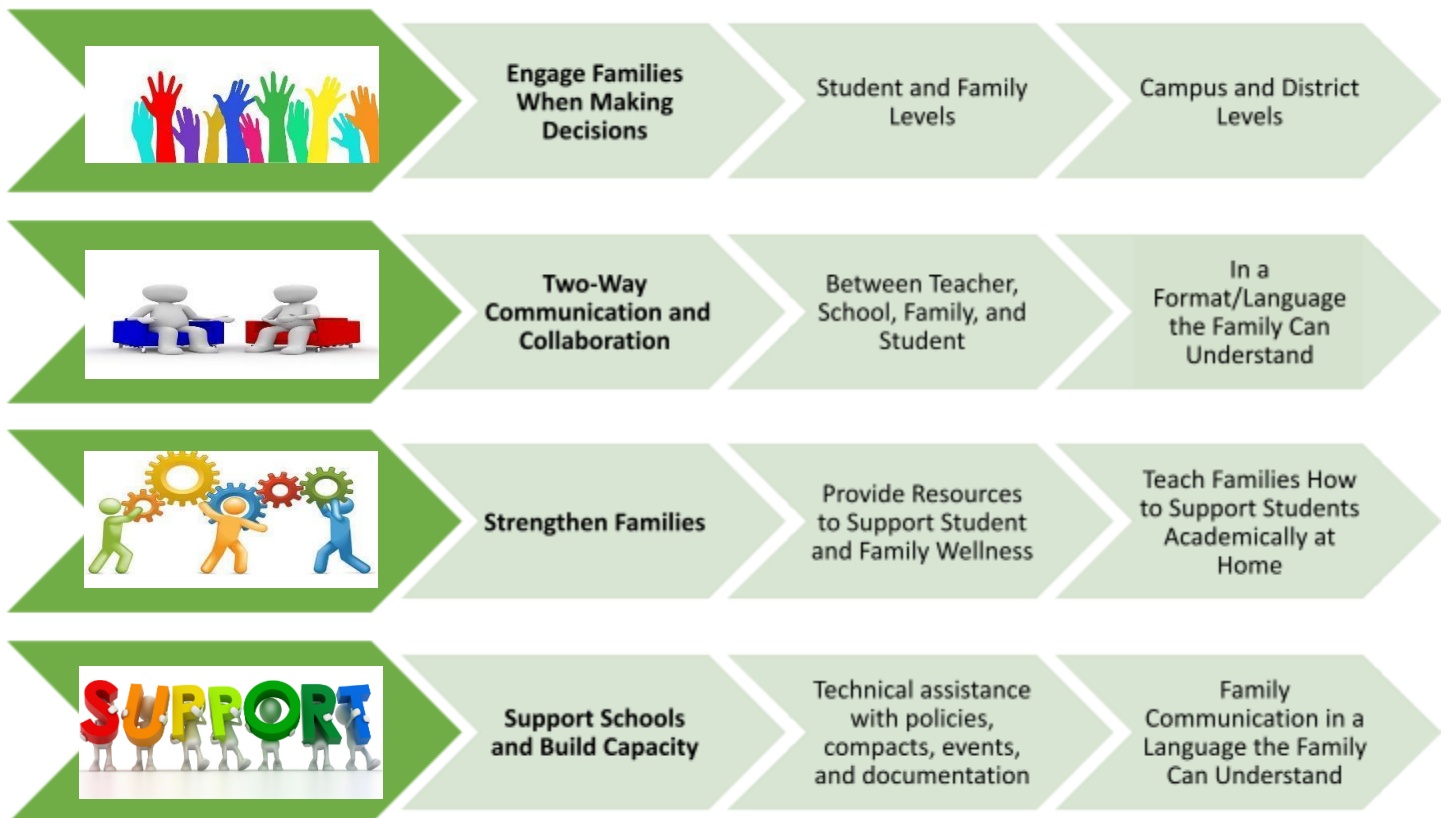 Engage Families
When Making
Decisions
Student and Family
Levels
Campus and District
Levels
Two-Way
Communication and
Collaboration
Between Teacher,
School, Family, and
Student
In a
Format/Language
the Family Can
Understand
Strengthen Families
Provide Resources
to Support Student
and Family Wellness
Teach Families How
to Support Students
Academically at
Home
SUPPORT
Support Schools
and Build Capacity
Technical assistance
with policies,
compacts, events,
and documentation
Family
Communication in a
Language the Family
Can Understand